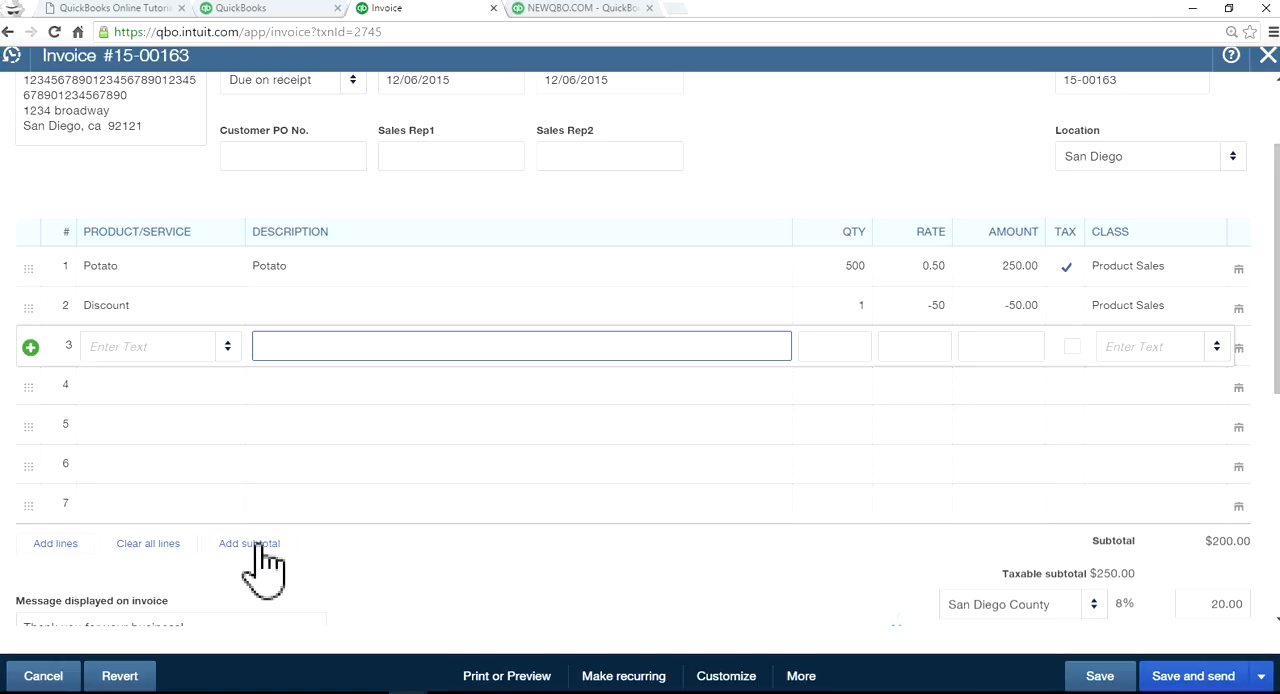 QuickBooks Online Tutori
QuickBooks
Invoice
NEWQBO.COM - QuickBo
https://qbo.intuit.com/app/invoice?txnId=2745
Invoice #15-00163
1234567890123456789012345
678901234567890
1234 broadway
San Diego, ca 92121
Due on receipt
12/06/2015
12/06/2015
15-00163
Customer PO No.
Sales Rep1
Sales Rep2
Location
San Diego
# PRODUCT/SERVICE DESCRIPTION QTY RATE AMOUNT TAX CLASS
1 Potato Potato 500 0.50 250.00 Product Sales
2 Discount 1 -50 -50.00 Product Sales
3 Enter Text Enter Text
4
5
6
7
Add lines Clear all lines Add subtotal
Subtotal $200.00
Taxable subtotal $250.00
San Diego County 8% 20.00
Message displayed on invoice
Thank you for your business!
Cancel Revert Print or Preview Make recurring Customize More Save Save and send